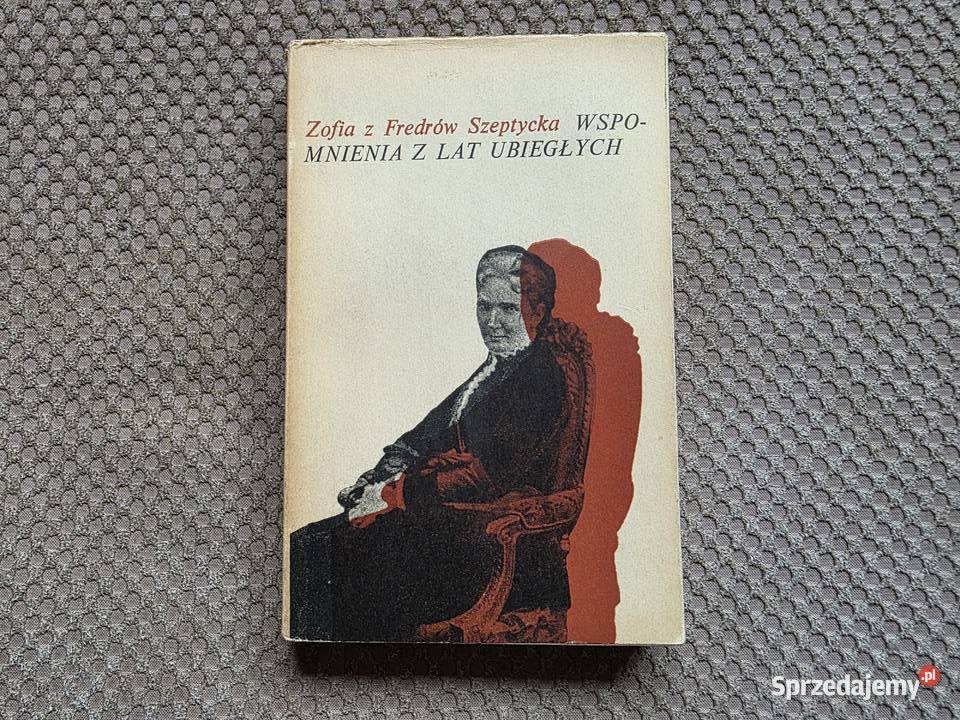 Zofia z Fredrów Szeptycka WSPO-
MNIENIA Z LAT UBIEGŁYCH
Sprzedajemy.pl